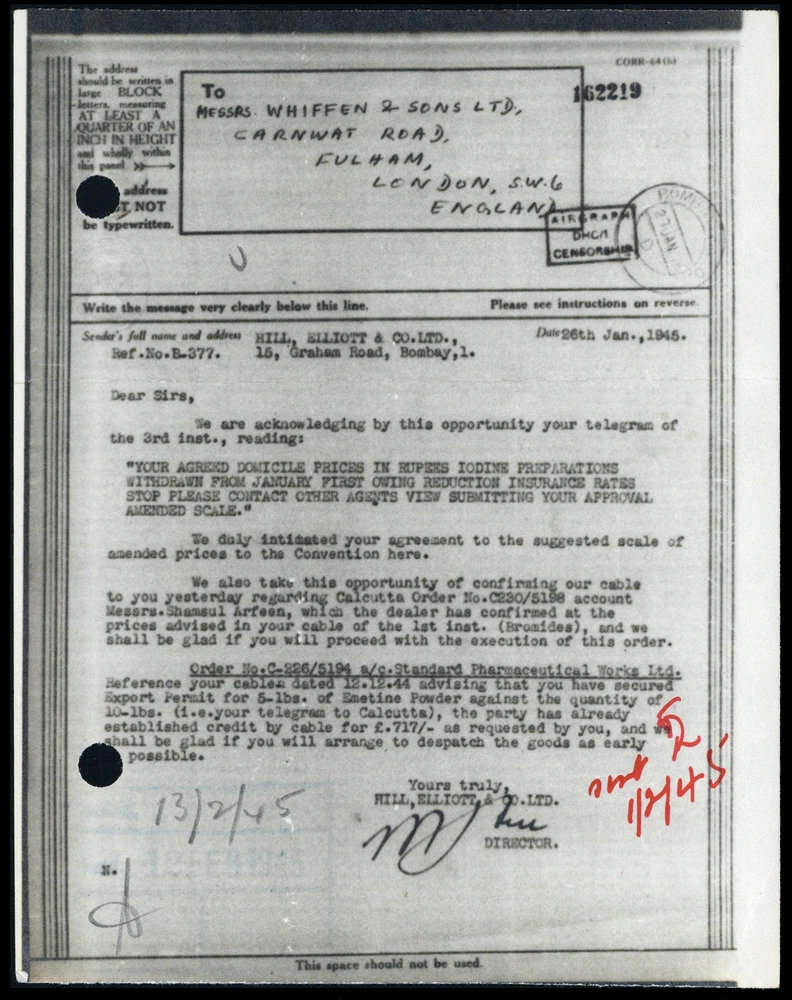 CORR-64(b)
The address
should be written in
large BLOCK
letters, measuring
AT LEAST A
QUARTER OF AN
INCH IN HEIGHT
and wholly within
this panel
address
NOT
be typewritten.
To
MESSRS. WHIFFEN & SONS LTD,
CARNWAT ROAD,
FULHAM,
LONDON, S.W.6
ENGLAND
162219
AIRGRAPH
DHC/1
CENSORSHIP
BOMBAY
27 JAN
Write the message very clearly below this line.
Please see instructions on reverse.
Sender's full name and address HILL, ELLIOTT & CO.LTD., Date 26th Jan.,1945.
Ref.No.B-377. 15, Graham Road, Bombay,1.
Dear Sirs,
We are acknowledging by this opportunity your telegram of
the 3rd inst., reading:
"YOUR AGREED DOMICILE PRICES IN RUPEES IODINE PREPARATIONS
WITHDRAWN FROM JANUARY FIRST OWING REDUCTION INSURANCE RATES
STOP PLEASE CONTACT OTHER AGENTS VIEW SUBMITTING YOUR APPROVAL
AMENDED SCALE."
We duly intimated your agreement to the suggested scale of
amended prices to the Convention here.
We also take this opportunity of confirming our cable
to you yesterday regarding Calcutta Order No.C230/5198 account
Messrs.Shamsul Arfeen, which the dealer has confirmed at the
prices advised in your cable of the 1st inst. (Bromides), and we
shall be glad if you will proceed with the execution of this order.
Order No.C-226/5194 a/c.Standard Pharmaceutical Works Ltd.
Reference your cables dated 12.12.44 advising that you have secured
Export Permit for 5-lbs. of Emetine Powder against the quantity of
10-lbs. (i.e.your telegram to Calcutta), the party has already
established credit by cable for £.717/- as requested by you, and we
shall be glad if you will arrange to despatch the goods as early
possible.
Yours truly,
HILL,ELLIOTT & CO.LTD.
DIRECTOR.
13/2/45
1/2/45
N.
This space should not be used.